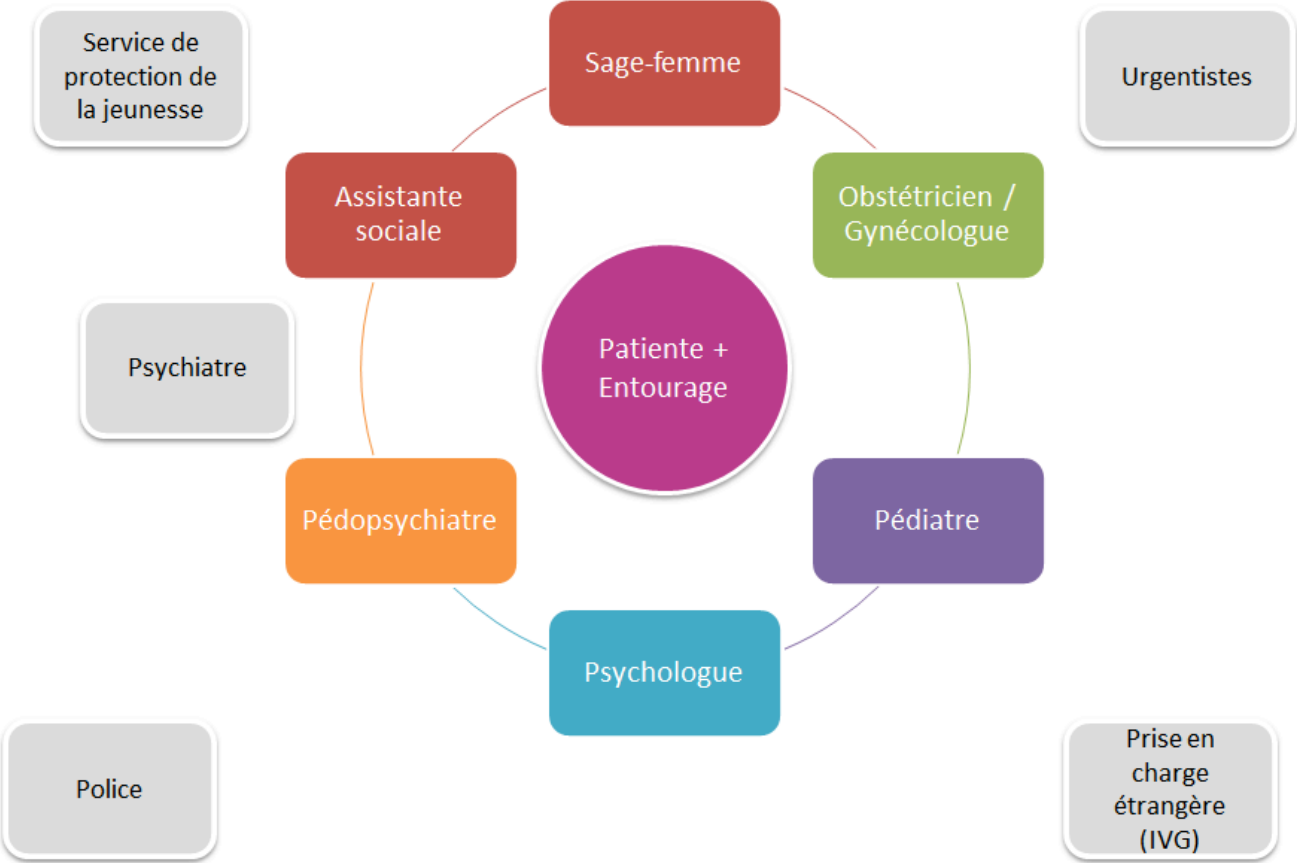 Service de
protection de
la jeunesse
Sage-femme
Urgentistes
Assistante
sociale
Obstétricien /
Gynécologue
Patiente +
Entourage
Psychiatre
Pédopsychiatre
Pédiatre
Psychologue
Police
Prise en
charge
étrangère
(IVG)